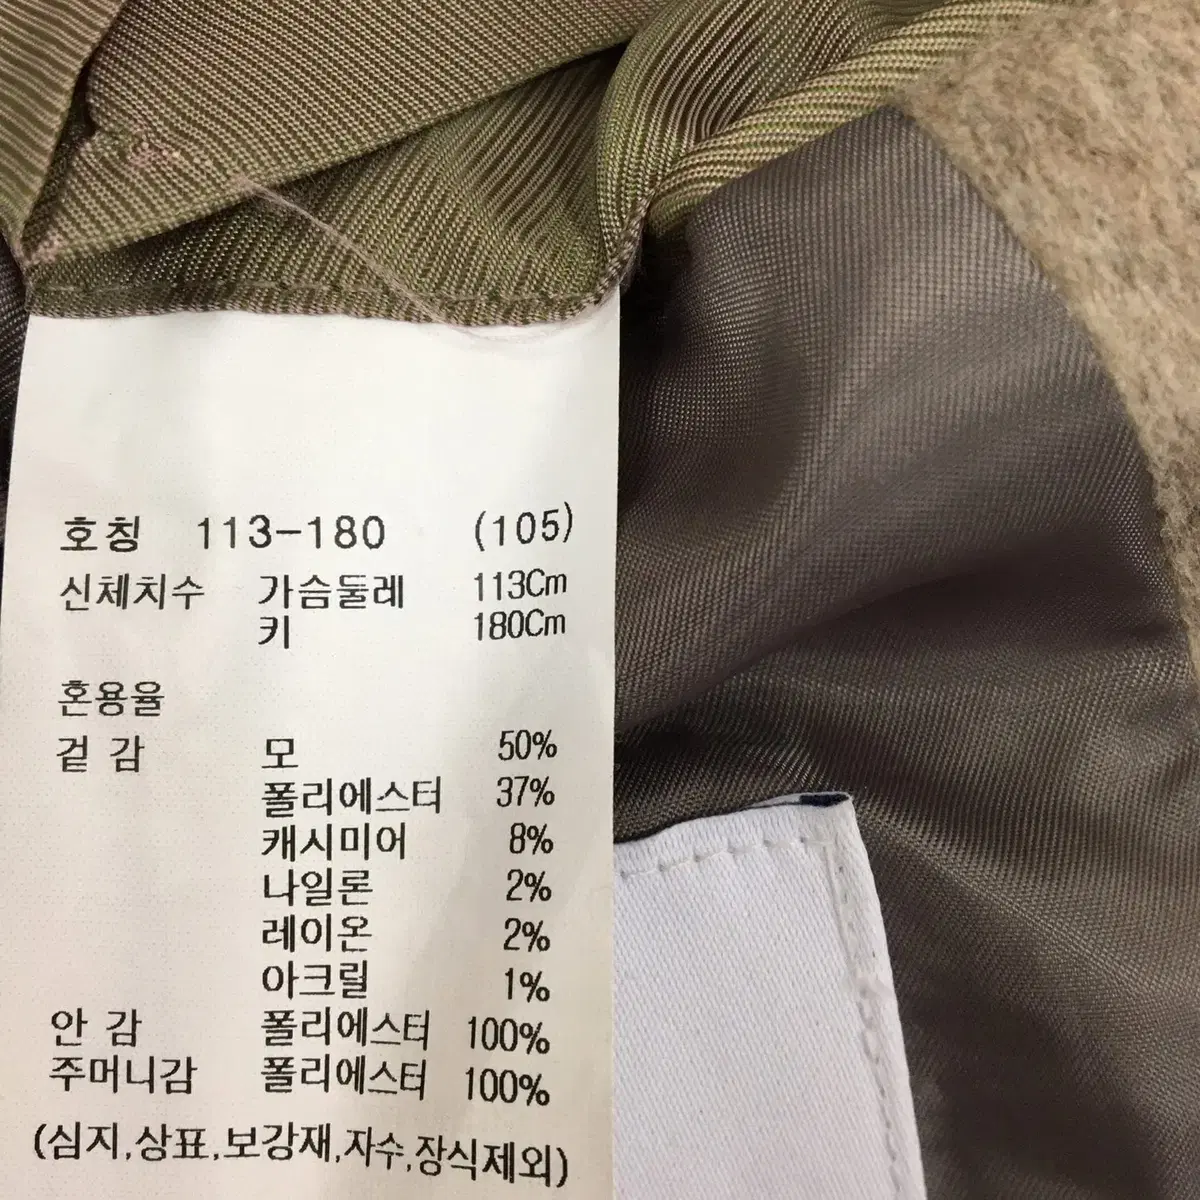 호칭 113-180 (105)
신체치수 가슴둘레 113Cm
키 180Cm
혼용율
겉 감 모 50%
폴리에스터 37%
캐시미어 8%
나일론 2%
레이온 2%
아크릴 1%
안 감 폴리에스터 100%
주머니감 폴리에스터 100%
(심지,상표,보강재,자수,장식제외)